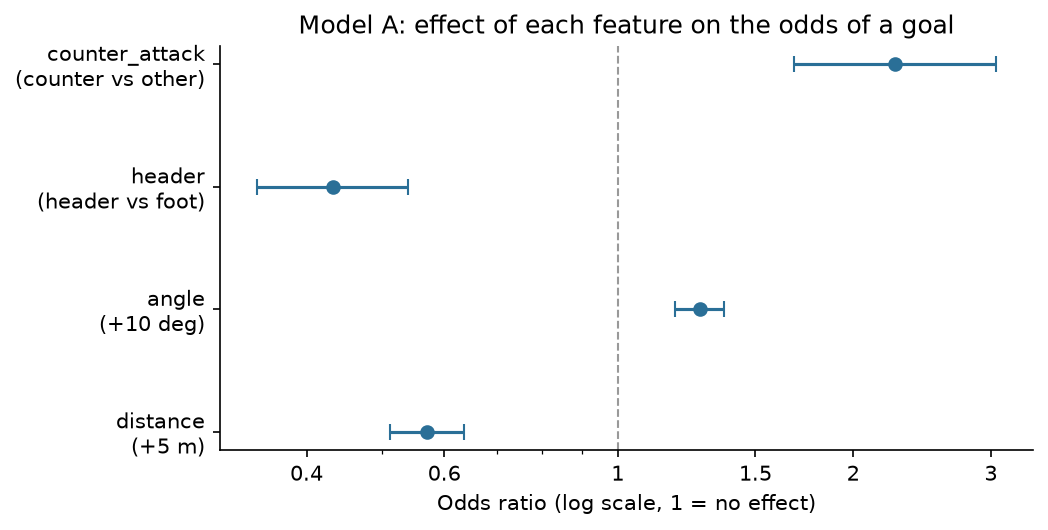 Model A: effect of each feature on the odds of a goal
counter_attack
(counter vs other)
header
(header vs foot)
angle
(+10 deg)
distance
(+5 m)
0.4 0.6 1 1.5 2 3
Odds ratio (log scale, 1 = no effect)